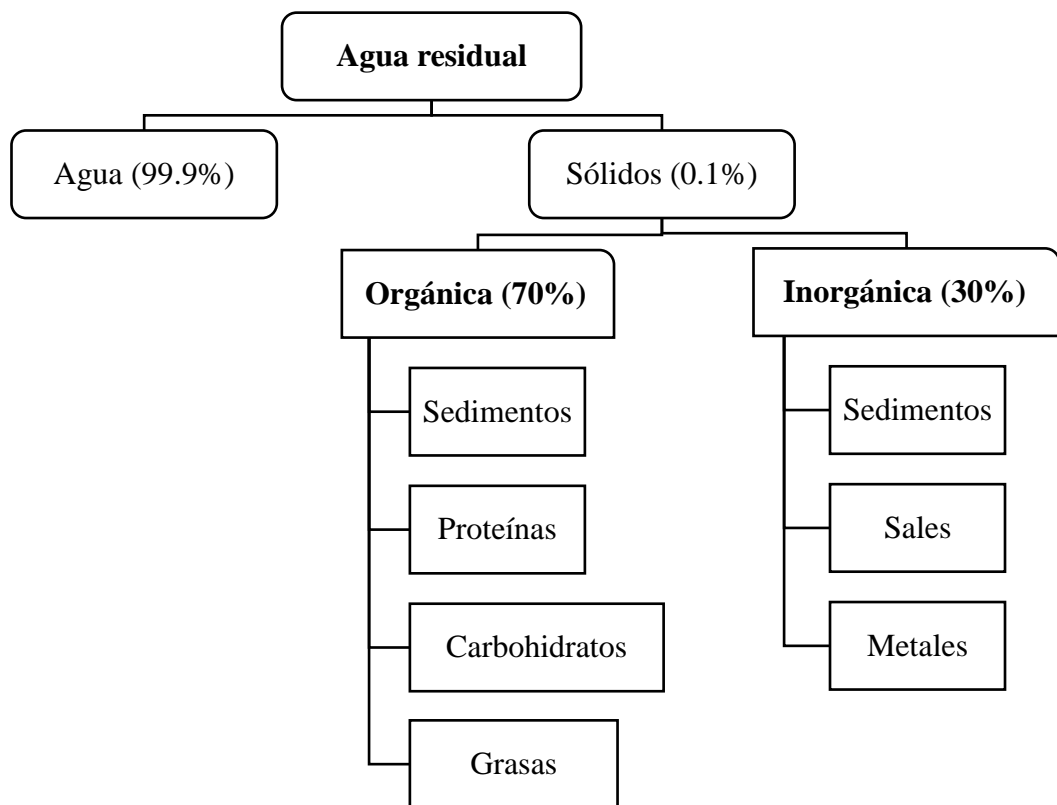 Agua residual
Agua (99.9%)
Sólidos (0.1%)
Orgánica (70%)
Inorgánica (30%)
Sedimentos
Proteínas
Carbohidratos
Grasas
Sedimentos
Sales
Metales